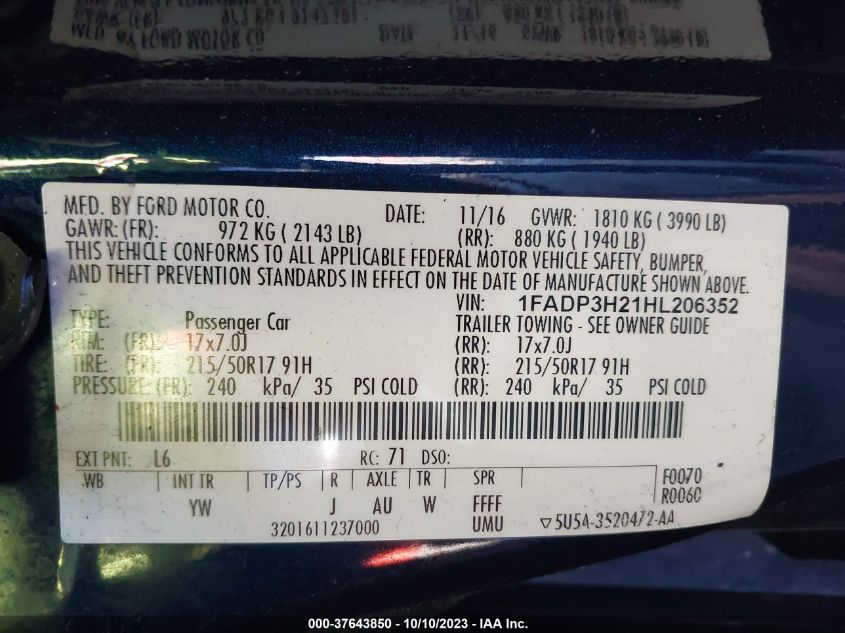 MFD. BY FORD MOTOR CO. DATE: 11/16 GVWR: 1810 KG ( 3990 LB)
GAWR: (FR): 972 KG ( 2143 LB) (RR): 880 KG ( 1940 LB)
THIS VEHICLE CONFORMS TO ALL APPLICABLE FEDERAL MOTOR VEHICLE SAFETY, BUMPER,
AND THEFT PREVENTION STANDARDS IN EFFECT ON THE DATE OF MANUFACTURE SHOWN ABOVE.
VIN: 1FADP3H21HL206352
TYPE: Passenger Car TRAILER TOWING - SEE OWNER GUIDE
RIM: (FR): 17x7.0J (RR): 17x7.0J
TIRE: (FR): 215/50R17 91H (RR): 215/50R17 91H
PRESSURE: (FR): 240 kPa/ 35 PSI COLD (RR): 240 kPa/ 35 PSI COLD
EXT PNT: L6 RC: 71 DSO:
WB INT TR TP/PS R AXLE TR SPR F0070
YW J AU W FFFF R0060
3201611237000 UMU ▽5U5A-3520472-AA
000-37643850 - 10/10/2023 - IAA Inc.